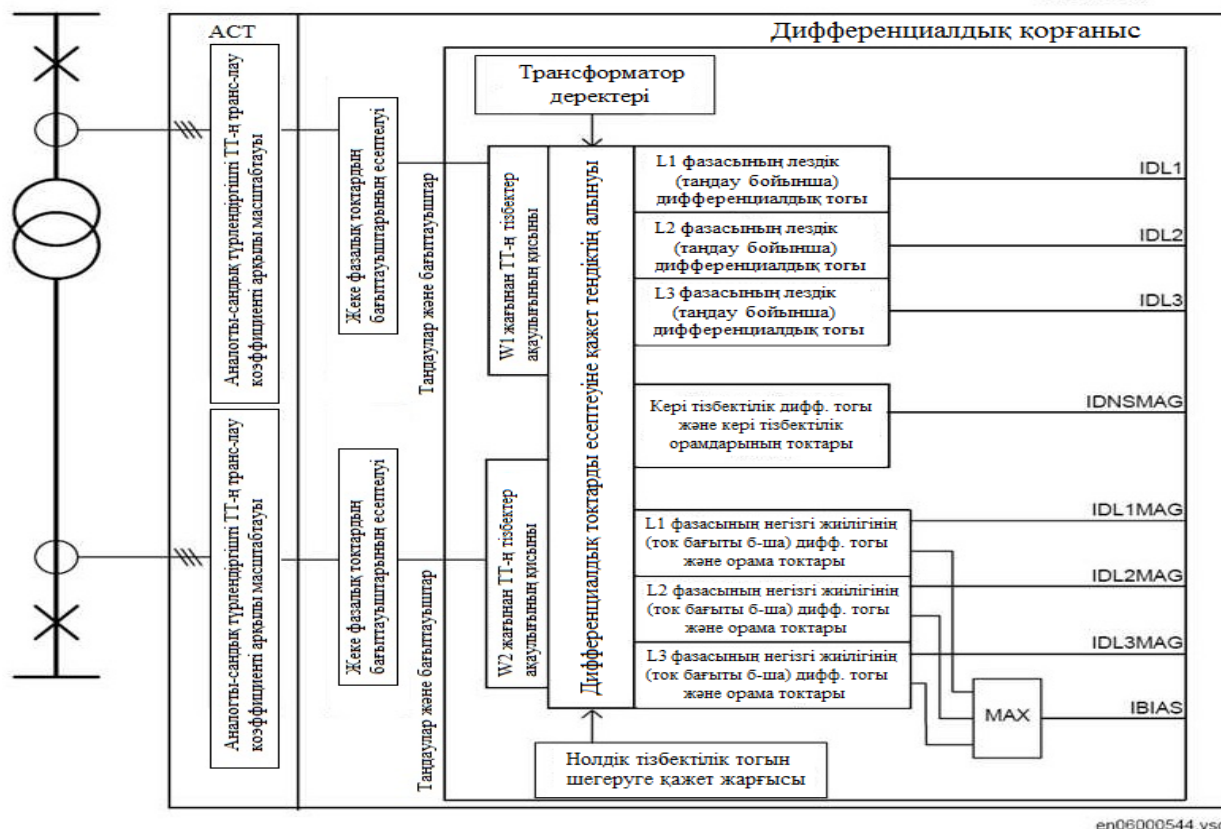 АСТ
Дифференциалдық қорғаныс
Трансформатор
деректері
Аналогты-сандық түрлендіргішті ТТ-ң транс-лау
коэффициенті арқылы масштабтауы
Жеке фазалық токтардың
бағыттауыштарының есептелуі
Таңдаулар және бағыттауыштар
W1 жағынан ТТ-ң тізбектер
ақаулығының қисыны
Дифференциалдық токтарды есептеуіне қажет теңдіктің алынуы
L1 фазасының лездік
(таңдау бойынша)
дифференциалдық тогы
IDL1
L2 фазасының лездік
(таңдау бойынша)
дифференциалдық тогы
IDL2
L3 фазасының лездік
(таңдау бойынша)
дифференциалдық тогы
IDL3
Кері тізбектілік дифф. тогы
және кері тізбектілік
орамдарының токтары
IDNSMAG
Аналогты-сандық түрлендіргішті ТТ-ң транс-лау
коэффициенті арқылы масштабтауы
Жеке фазалық токтардың
бағыттауыштарының есептелуі
Таңдаулар және бағыттауыштар
W2 жағынан ТТ-ң тізбектер
ақаулығының қисыны
L1 фазасының негізгі жиілігінің
(ток бағыты б-ша) дифф. тогы
және орама токтары
IDL1MAG
L2 фазасының негізгі жиілігінің
(ток бағыты б-ша) дифф. тогы
және орама токтары
IDL2MAG
L3 фазасының негізгі жиілігінің
(ток бағыты б-ша) дифф. тогы
және орама токтары
IDL3MAG
MAX
IBIAS
Нолдік тізбектілік тогын
шегеруге қажет жарғысы
en06000544.vsd